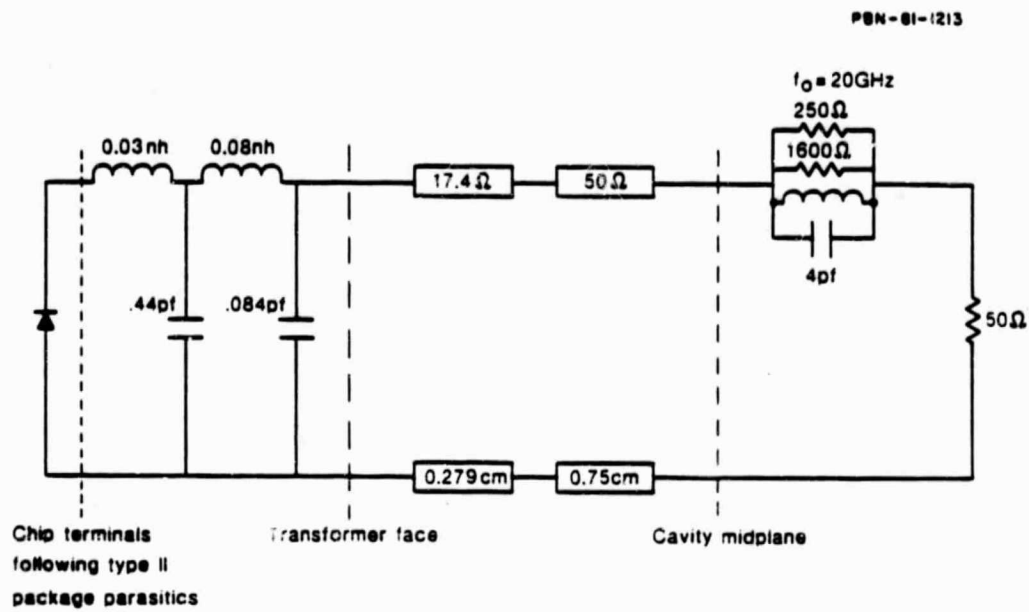 PBN-81-1213
f₀ = 20GHz
250Ω
1600Ω
4pf
0.03nh
0.08nh
17.4Ω
50Ω
.44pf
.084pf
50Ω
0.279cm
0.75cm
Chip terminals
following type II
package parasitics
Transformer face
Cavity midplane